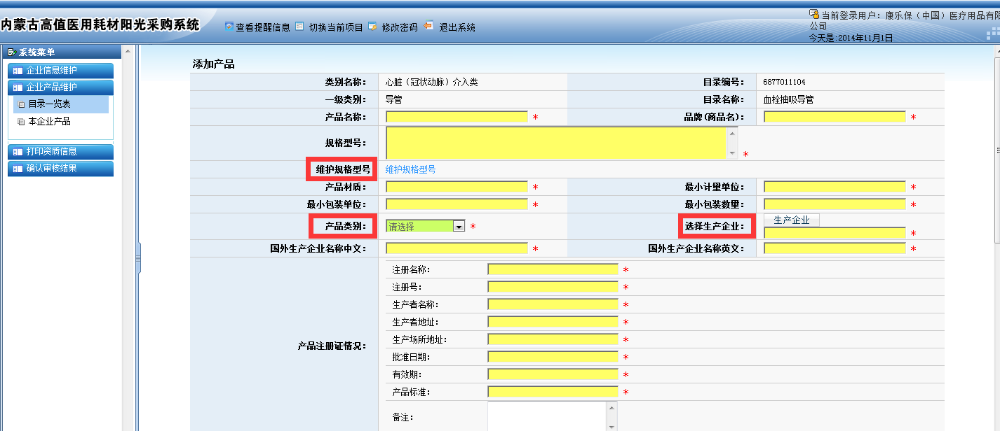 内蒙古高值医用耗材阳光采购系统
查看提醒信息 切换当前项目 修改密码 退出系统
当前登录用户：康乐保（中国）医疗用品有限
公司
今天是:2014年11月1日
系统菜单
企业信息维护
企业产品维护
目录一览表
本企业产品
打印资质信息
确认审核结果
添加产品
类别名称： 心脏（冠状动脉）介入类 目录编号： 6877011104
一级类别： 导管 目录名称： 血栓抽吸导管
产品名称： * 品牌(商品名)： *
规格型号： *
维护规格型号 维护规格型号
产品材质： * 最小计量单位： *
最小包装单位： * 最小包装数量： *
产品类别： 请选择 * 选择生产企业： 生产企业 *
国外生产企业名称中文： * 国外生产企业名称英文： *
产品注册证情况：
注册名称： *
注册号： *
生产者名称： *
生产者地址： *
生产场所地址： *
批准日期： *
有效期： *
产品标准： *
备注：